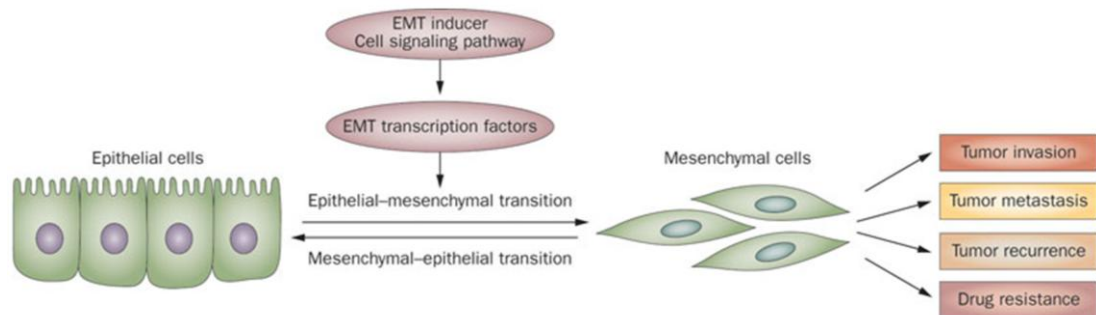 EMT inducer
Cell signaling pathway
EMT transcription factors
Epithelial cells
Mesenchymal cells
Epithelial–mesenchymal transition
Mesenchymal–epithelial transition
Tumor invasion
Tumor metastasis
Tumor recurrence
Drug resistance